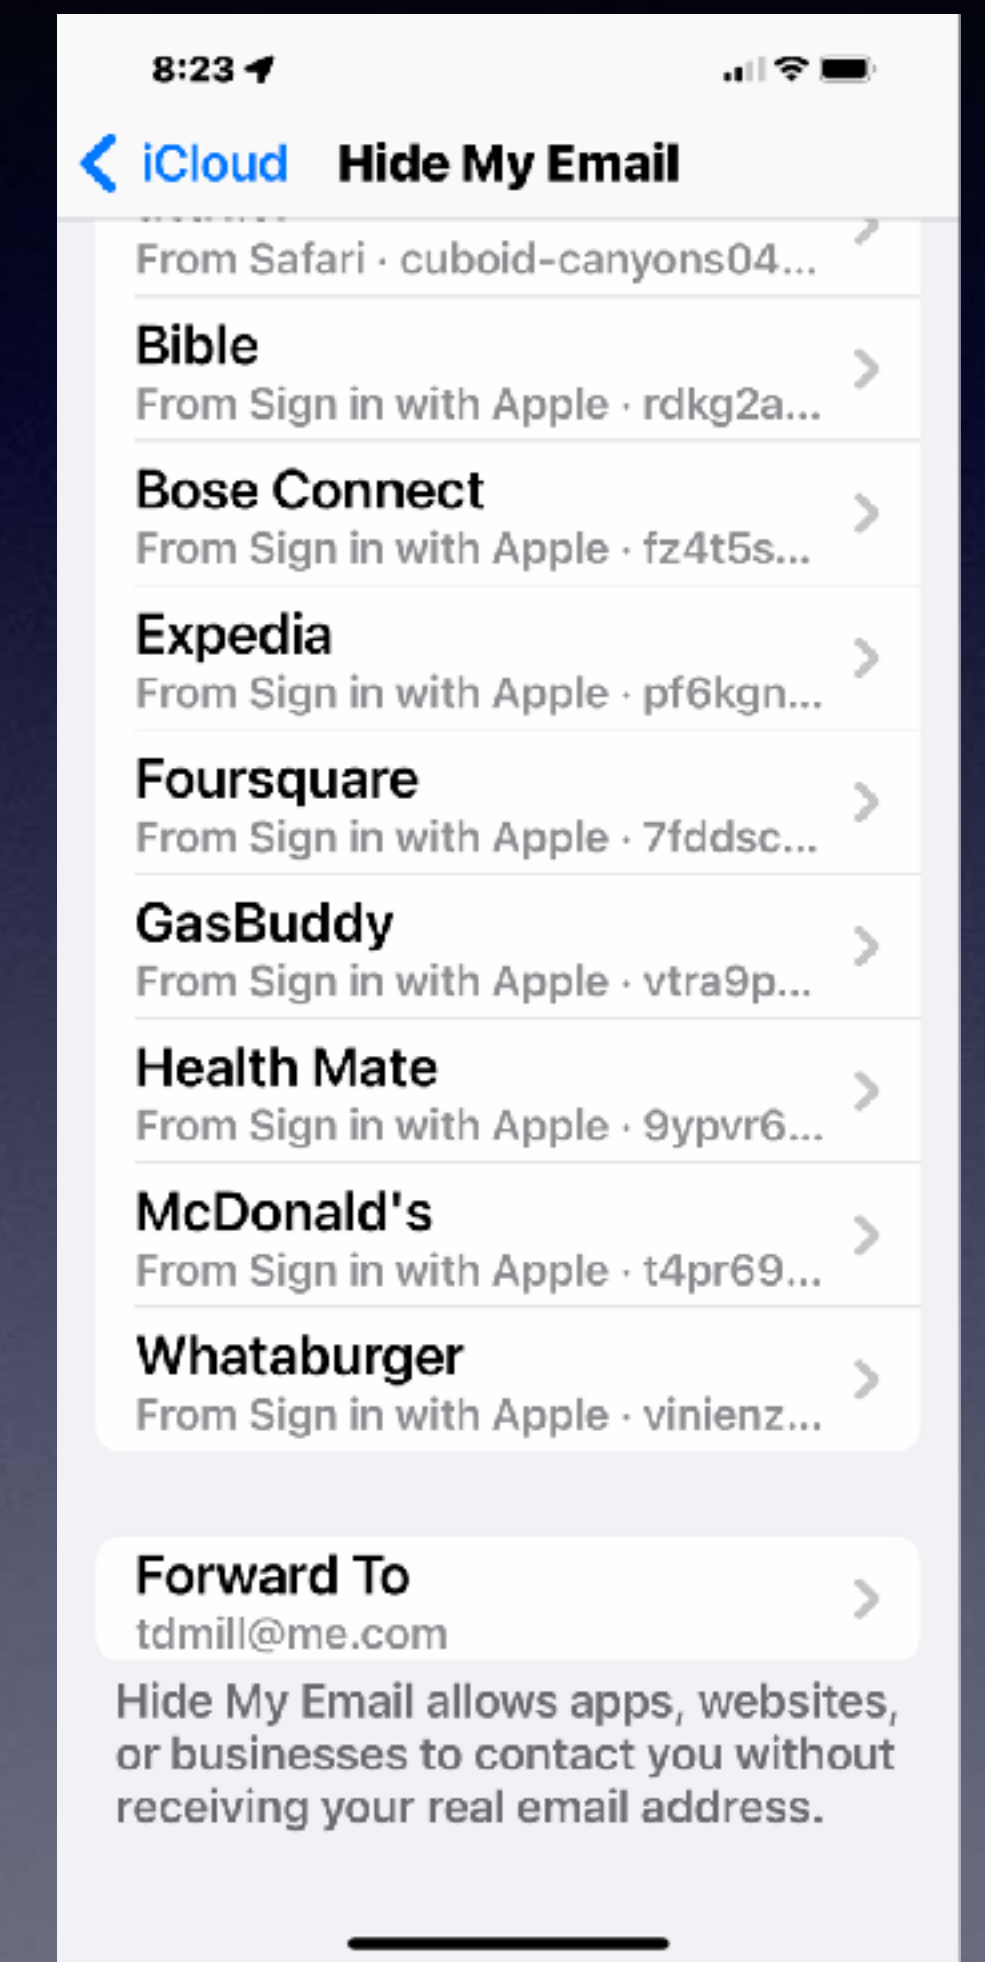 8:23
iCloud Hide My Email
From Safari · cuboid-canyons04...
Bible
From Sign in with Apple · rdkg2a...
Bose Connect
From Sign in with Apple · fz4t5s...
Expedia
From Sign in with Apple · pf6kgn...
Foursquare
From Sign in with Apple · 7fddsc...
GasBuddy
From Sign in with Apple · vtra9p...
Health Mate
From Sign in with Apple · 9ypvr6...
McDonald's
From Sign in with Apple · t4pr69...
Whataburger
From Sign in with Apple · vinienz...
Forward To
tdmill@me.com
Hide My Email allows apps, websites,
or businesses to contact you without
receiving your real email address.